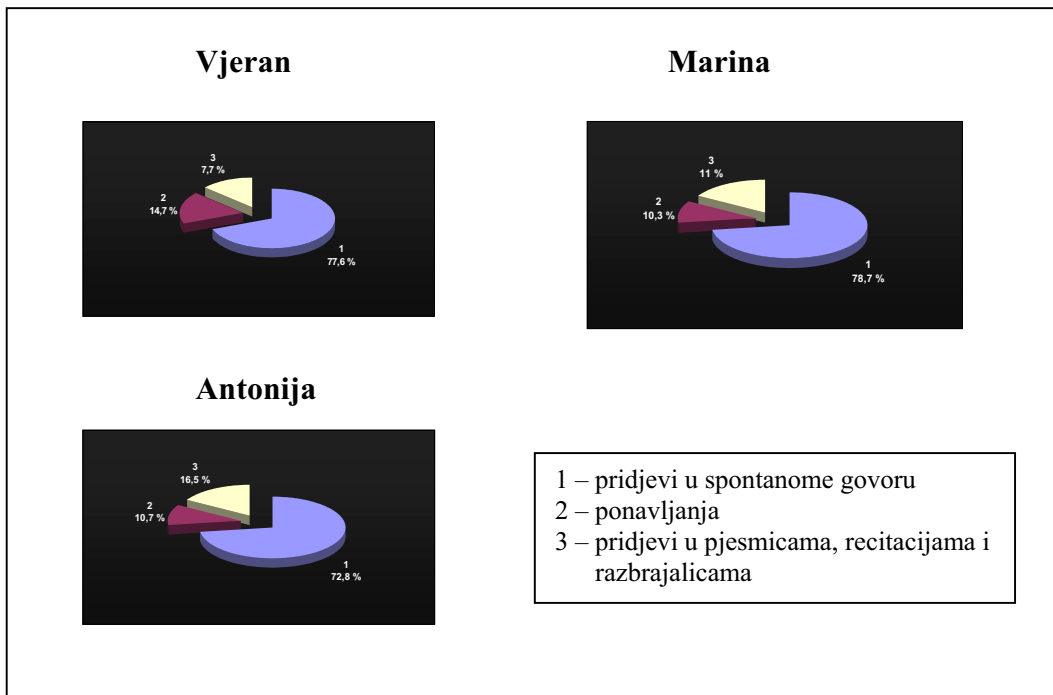 Vjeran
3
7,7 %
2
14,7 %
1
77,6 %
Marina
3
11 %
2
10,3 %
1
78,7 %
Antonija
3
16,5 %
2
10,7 %
1
72,8 %
1 – pridjevi u spontanome govoru
2 – ponavljanja
3 – pridjevi u pjesmicama, recitacijama i
razbrajalicama